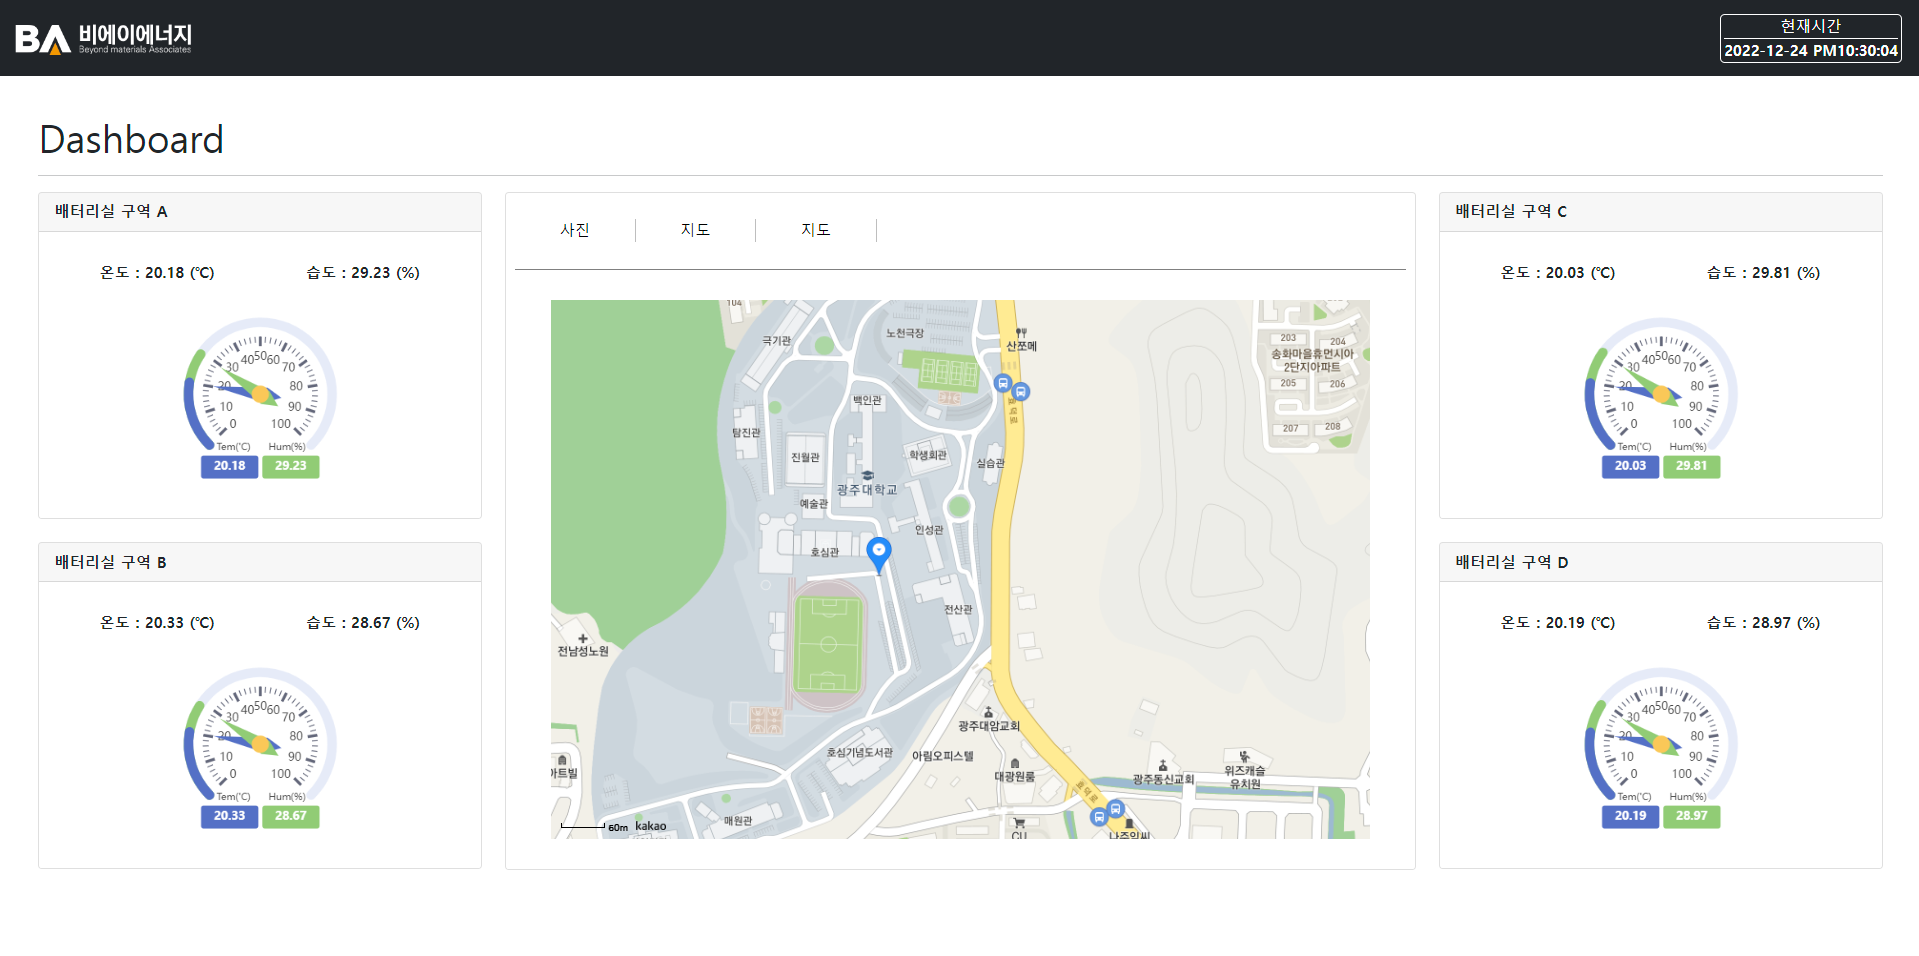 BA 비에이에너지
Beyond materials Associates
현재시간
2022-12-24 PM10:30:04
Dashboard
배터리실 구역 A
온도 : 20.18 (℃) 습도 : 29.23 (%)
0 10 20 30 40 50 60 70 80 90 100
Tem(℃) Hum(%)
20.18 29.23
배터리실 구역 B
온도 : 20.33 (℃) 습도 : 28.67 (%)
0 10 20 30 40 50 60 70 80 90 100
Tem(℃) Hum(%)
20.33 28.67
사진 지도 지도
104
극기관
노천극장
산쪼메
203
204
송화마을휴먼시아
2단지아파트
205
206
207
208
백인관
효덕로
탐진관
진월관
학생회관
실습관
광주대학교
예술관
인성관
호심관
전산관
전남성노원
광주대암교회
호심기념도서관
아림오피스텔
대광원룸
아트빌
광주동신교회
위즈캐슬
유치원
효덕로
매원관
60m kakao
CU
배터리실 구역 C
온도 : 20.03 (℃) 습도 : 29.81 (%)
0 10 20 30 40 50 60 70 80 90 100
Tem(℃) Hum(%)
20.03 29.81
배터리실 구역 D
온도 : 20.19 (℃) 습도 : 28.97 (%)
0 10 20 30 40 50 60 70 80 90 100
Tem(℃) Hum(%)
20.19 28.97